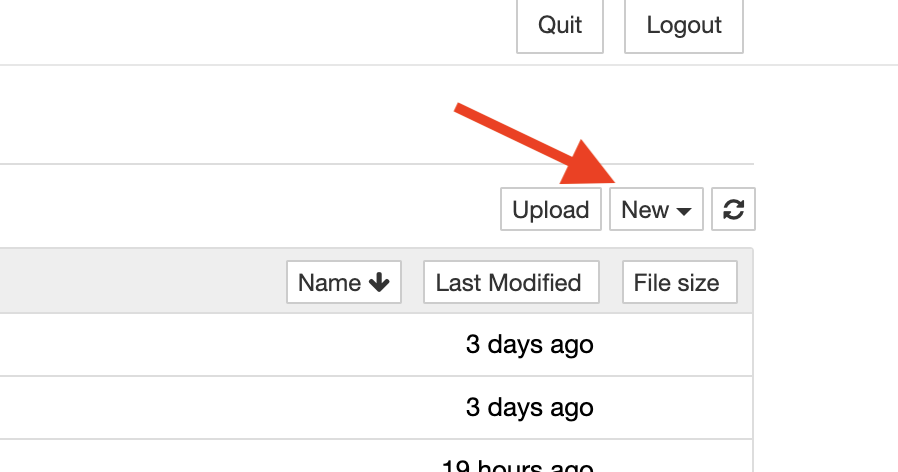 Quit Logout
Upload New
Name Last Modified File size
3 days ago
3 days ago
19 hours ago